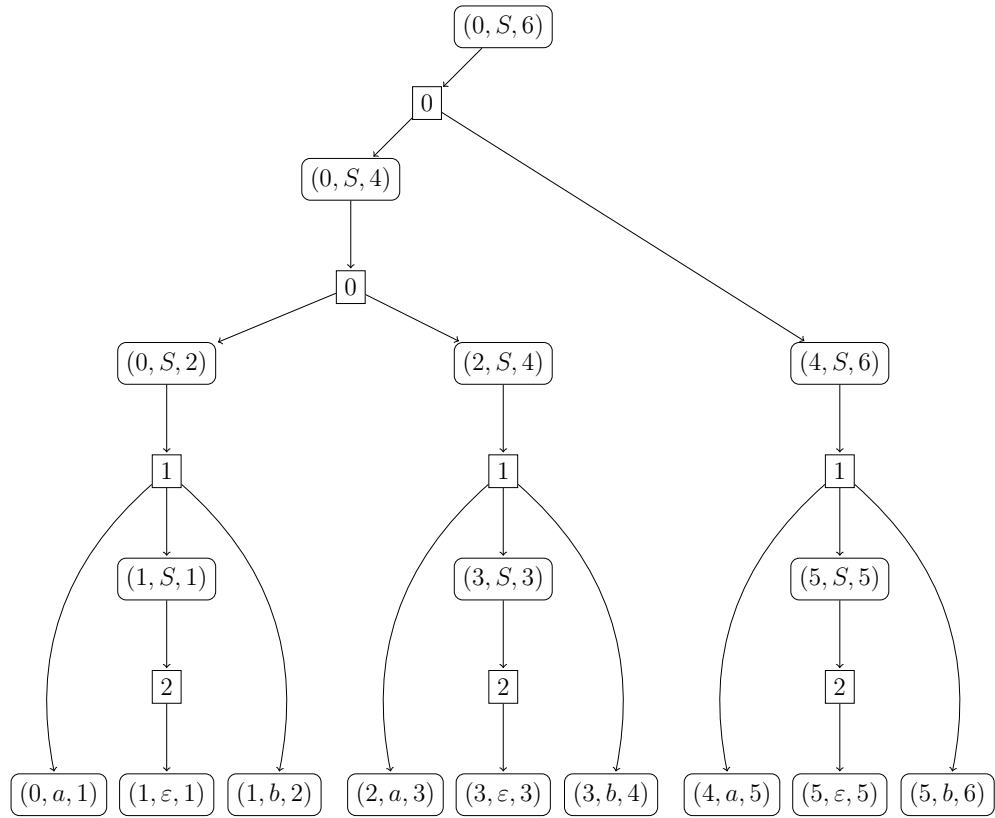 (0, S, 6)
0
(0, S, 4)
0
(0, S, 2) (2, S, 4) (4, S, 6)
1 1 1
(1, S, 1) (3, S, 3) (5, S, 5)
2 2 2
(0, a, 1) (1, ε, 1) (1, b, 2) (2, a, 3) (3, ε, 3) (3, b, 4) (4, a, 5) (5, ε, 5) (5, b, 6)